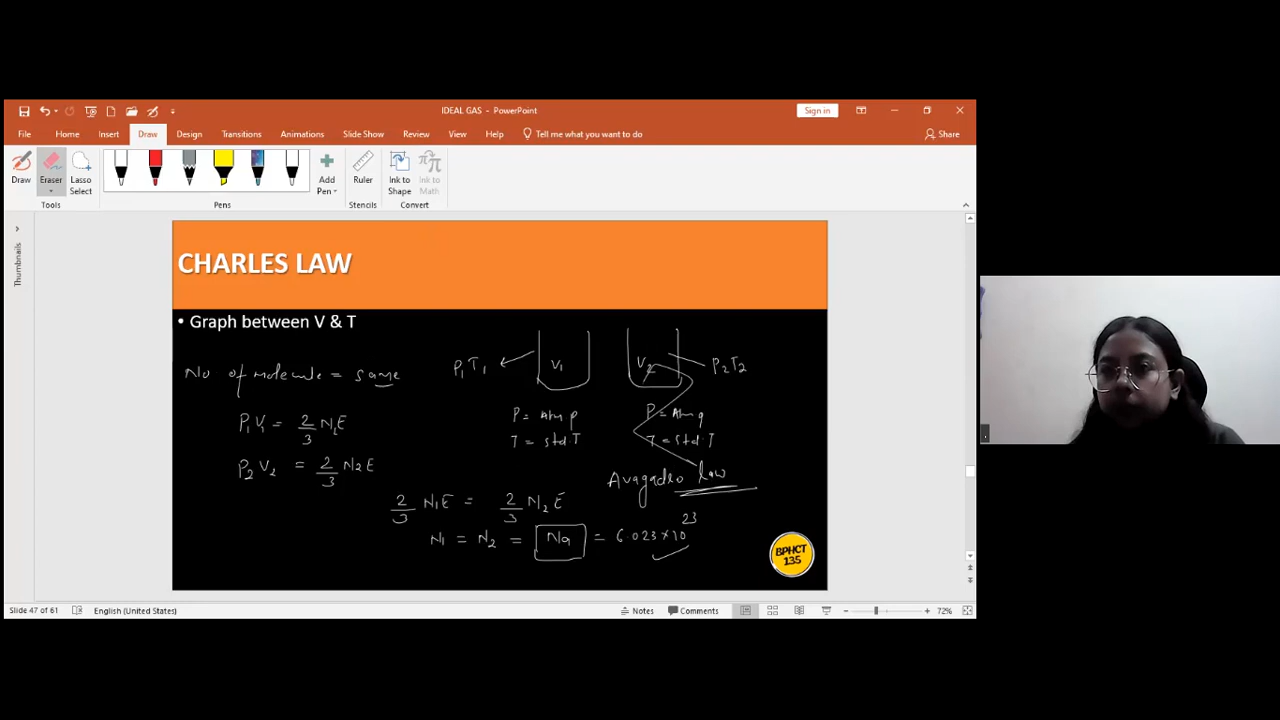 IDEAL GAS - PowerPoint
Sign in
File Home Insert Draw Design Transitions Animations Slide Show Review View Help Tell me what you want to do Share
Draw Eraser Lasso Select Add Pen Ruler Ink to Shape Ink to Math
Tools Pens Stencils Convert
Thumbnails
CHARLES LAW
• Graph between V & T
No of molecule = same
P1T1 V1 V2 P2T2
P1V1 = 2/3 N1E
P = Atm p P = Atm p
T = std.T T = std.T
P2V2 = 2/3 N2E
Avagadro law
2/3 N1E = 2/3 N2E
N1 = N2 = Na = 6.023×10^23
BPHCT
135
Slide 47 of 61 English (United States) Notes Comments 72%